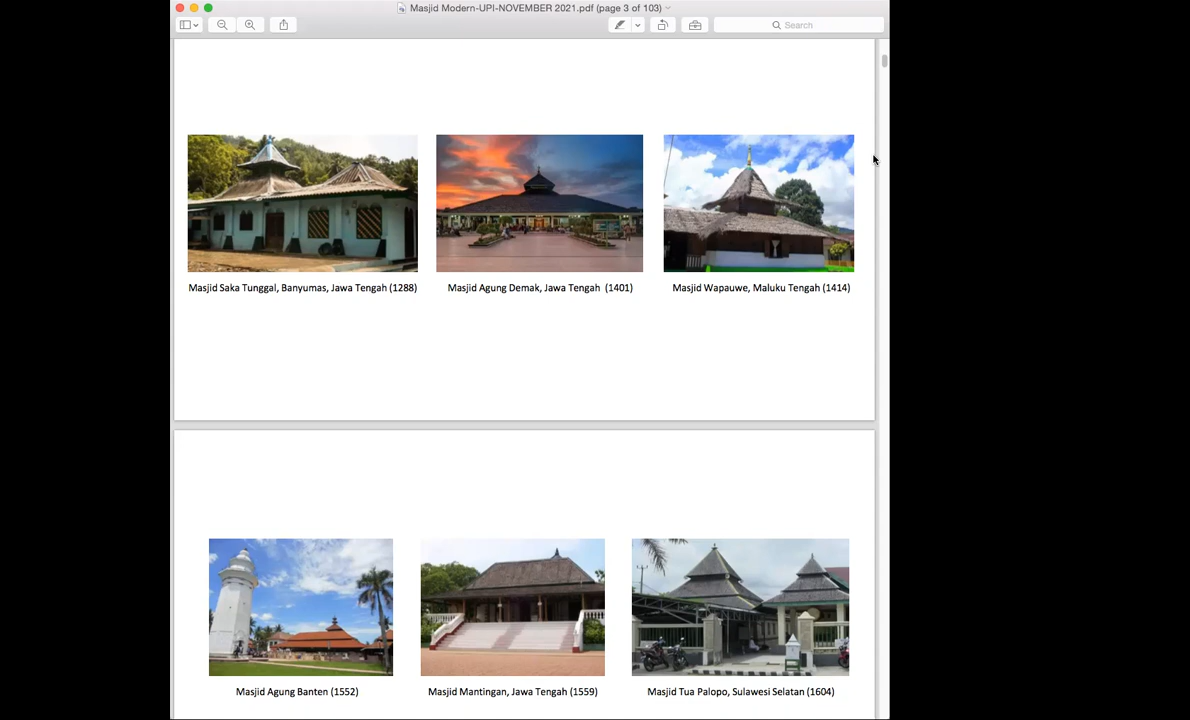 Masjid Modern-UPI-NOVEMBER 2021.pdf (page 3 of 103)
Search
Masjid Saka Tunggal, Banyumas, Jawa Tengah (1288)
Masjid Agung Demak, Jawa Tengah (1401)
Masjid Wapauwe, Maluku Tengah (1414)
Masjid Agung Banten (1552)
Masjid Mantingan, Jawa Tengah (1559)
Masjid Tua Palopo, Sulawesi Selatan (1604)